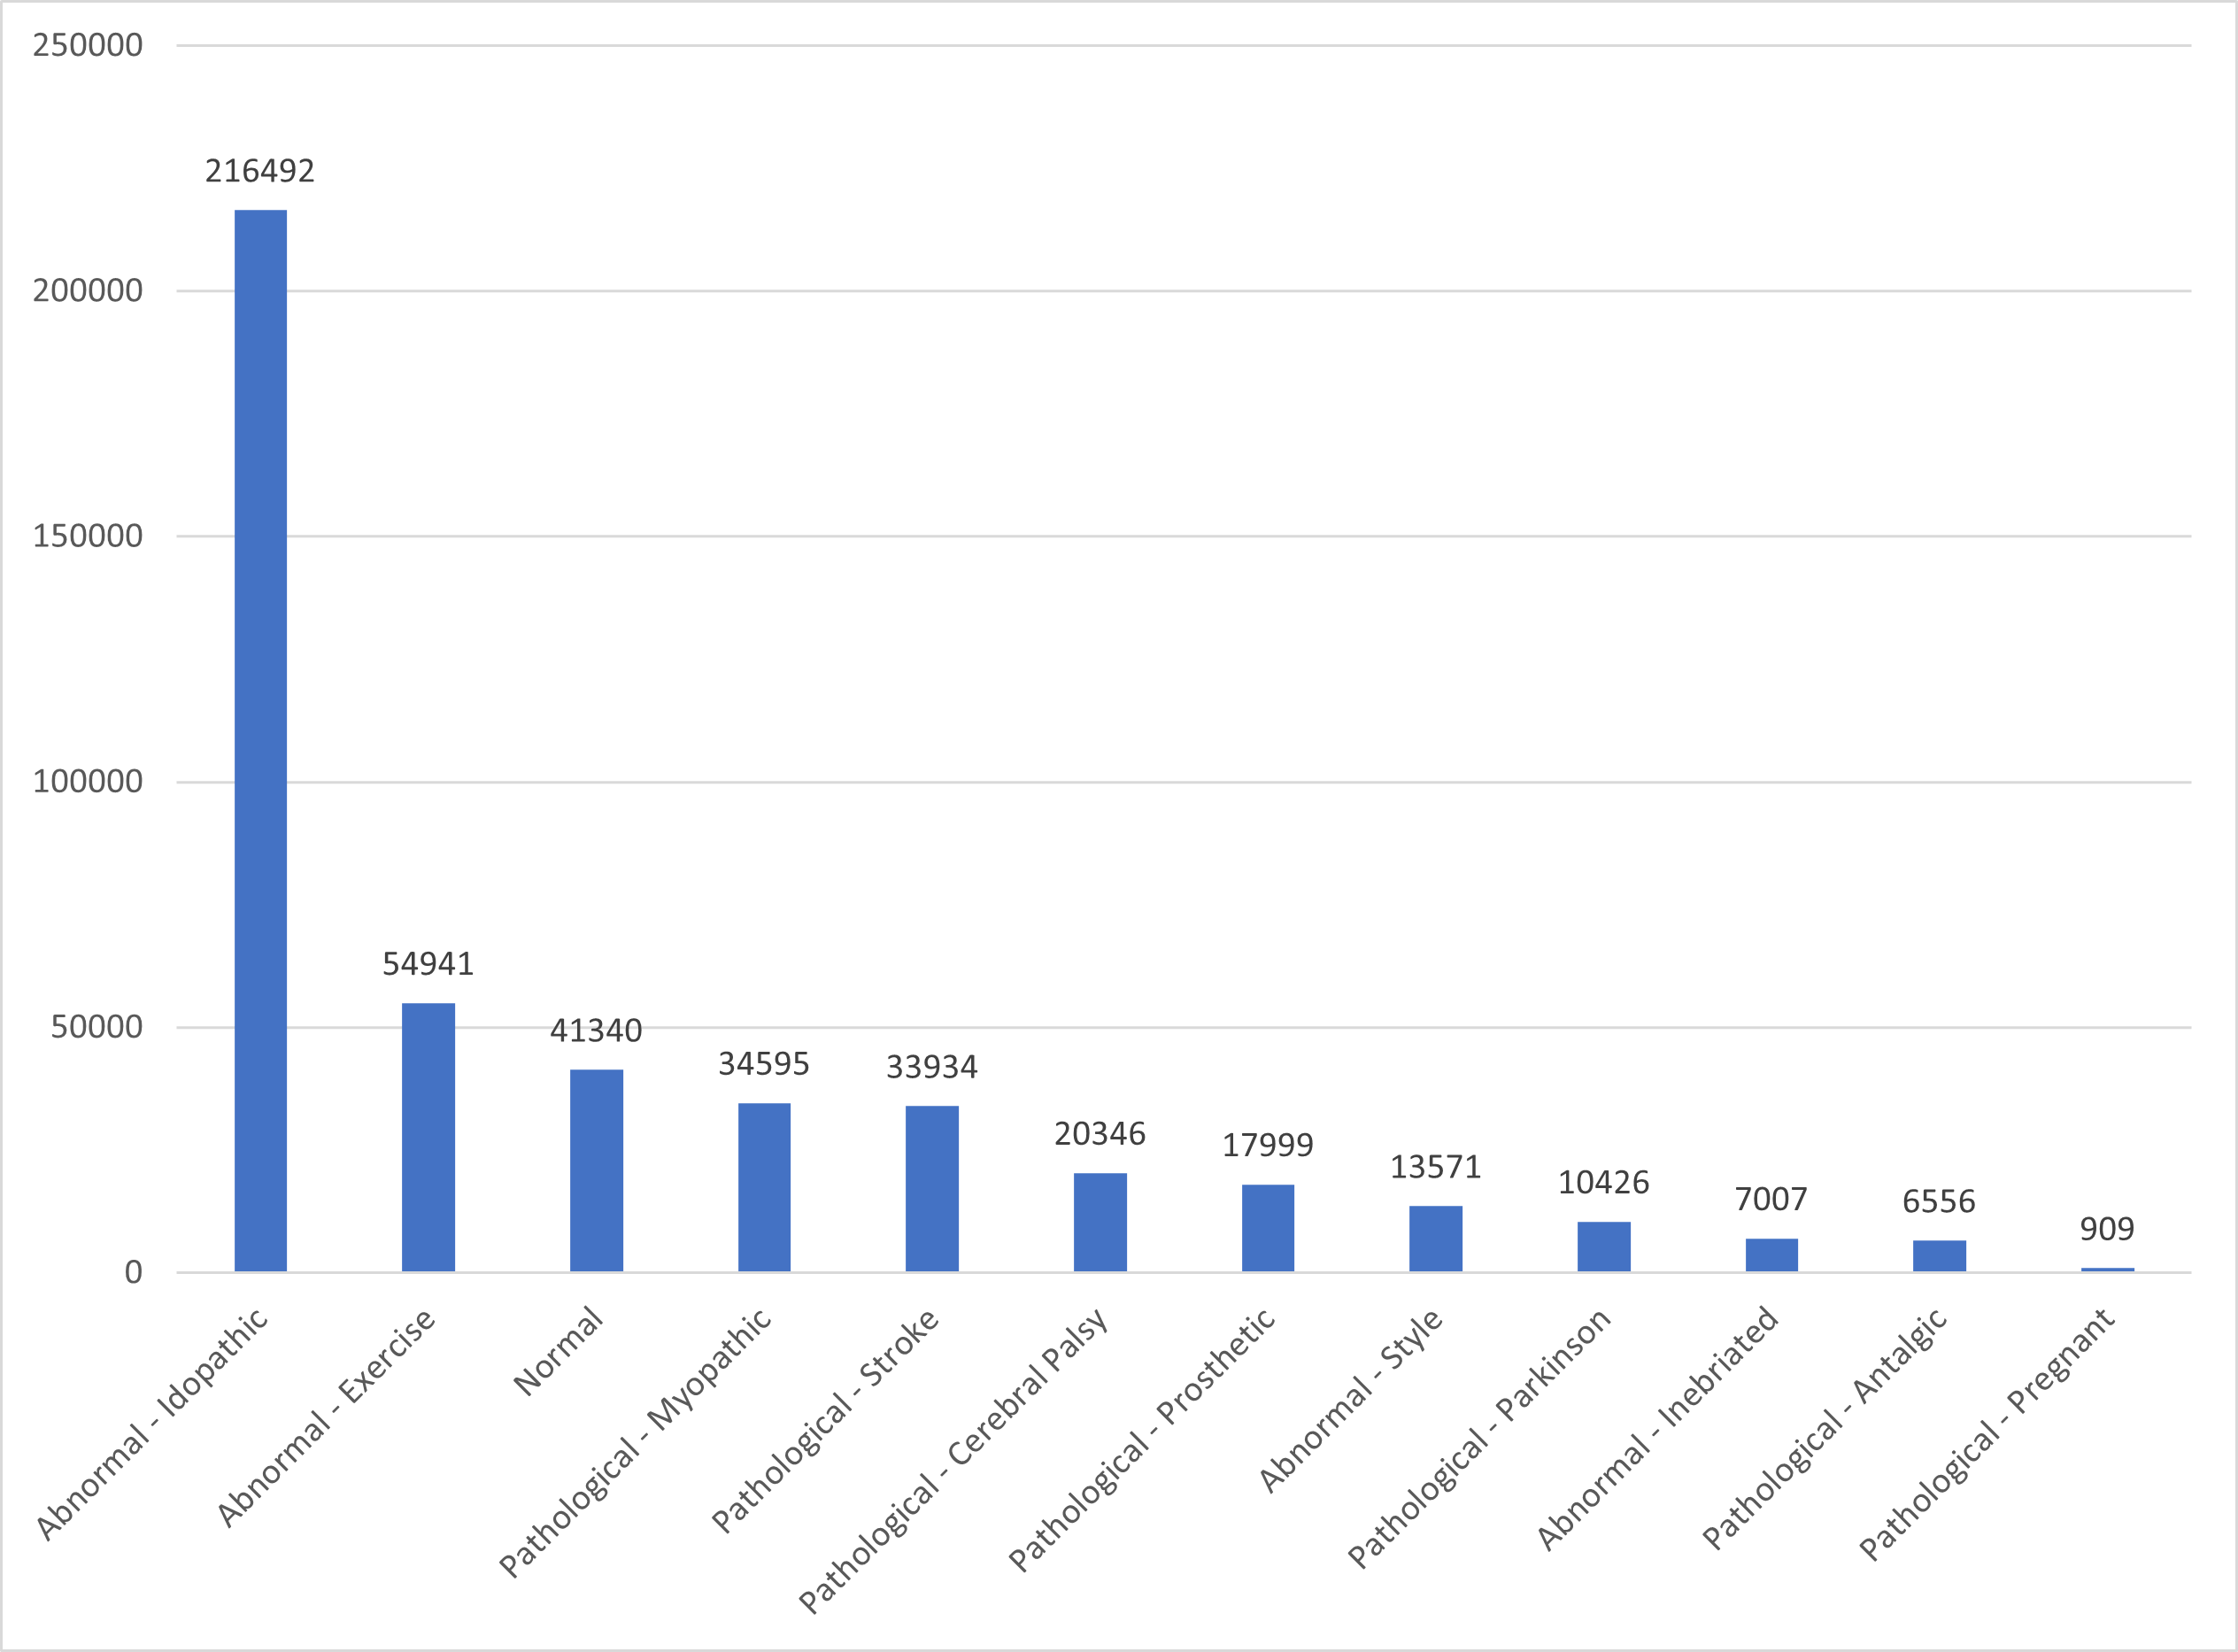 250000
200000
150000
100000
50000
0
216492
54941
41340
34595
33934
20346
17999
13571
10426
7007
6556
909
Abnormal - Idopathic
Abnormal - Exercise
Normal
Pathological - Myopathic
Pathological - Stroke
Pathological - Cerebral Palsy
Pathological - Prosthetic
Abnormal - Style
Pathological - Parkinson
Abnormal - Inebriated
Pathological - Antalgic
Pathological - Pregnant